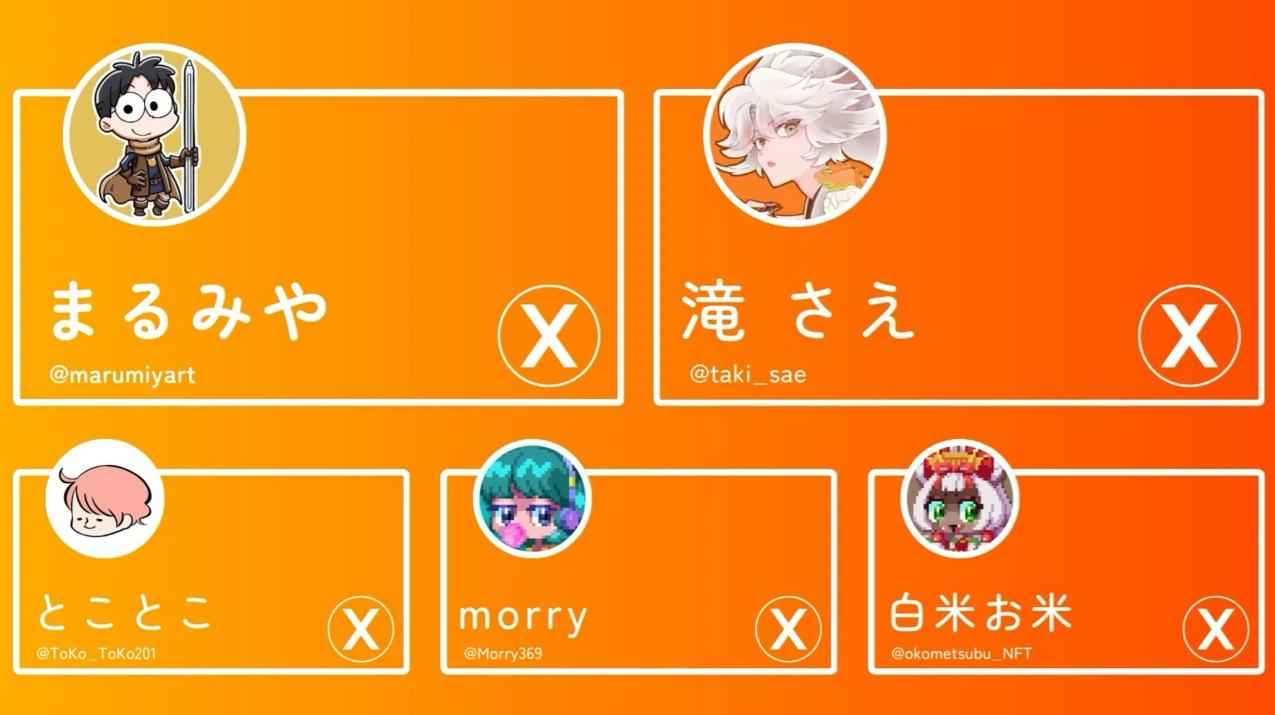 まるみや
@marumiyart
X
滝 さえ
@taki_sae
X
とことこ
@ToKo_ToKo201
X
morry
@Morry369
X
白米お米
@okometsubu_NFT
X